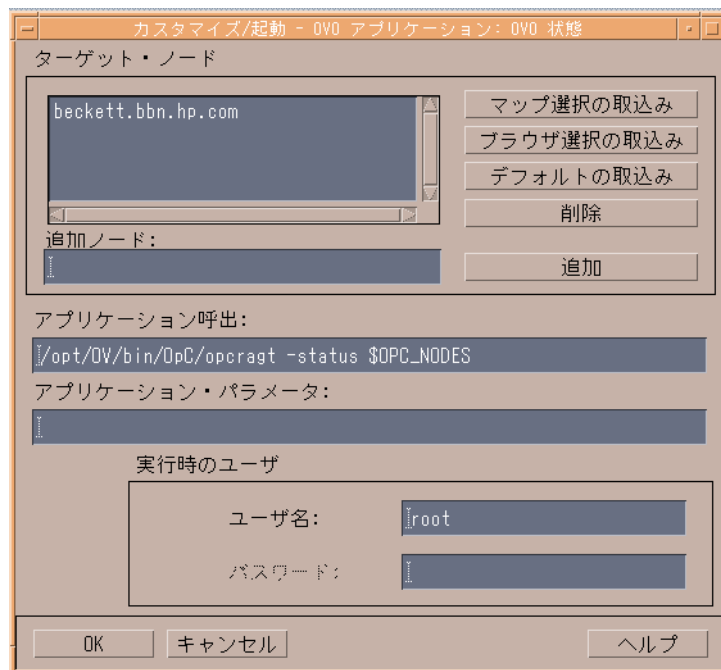 カスタマイズ/起動 - OVO アプリケーション: OVO 状態
ターゲット・ノード
beckett.bbn.hp.com
マップ選択の取込み
ブラウザ選択の取込み
デフォルトの取込み
削除
追加ノード:
追加
アプリケーション呼出:
/opt/OV/bin/OpC/opcragt -status $OPC_NODES
アプリケーション・パラメータ:
実行時のユーザ
ユーザ名:
root
パスワード:
OK
キャンセル
ヘルプ